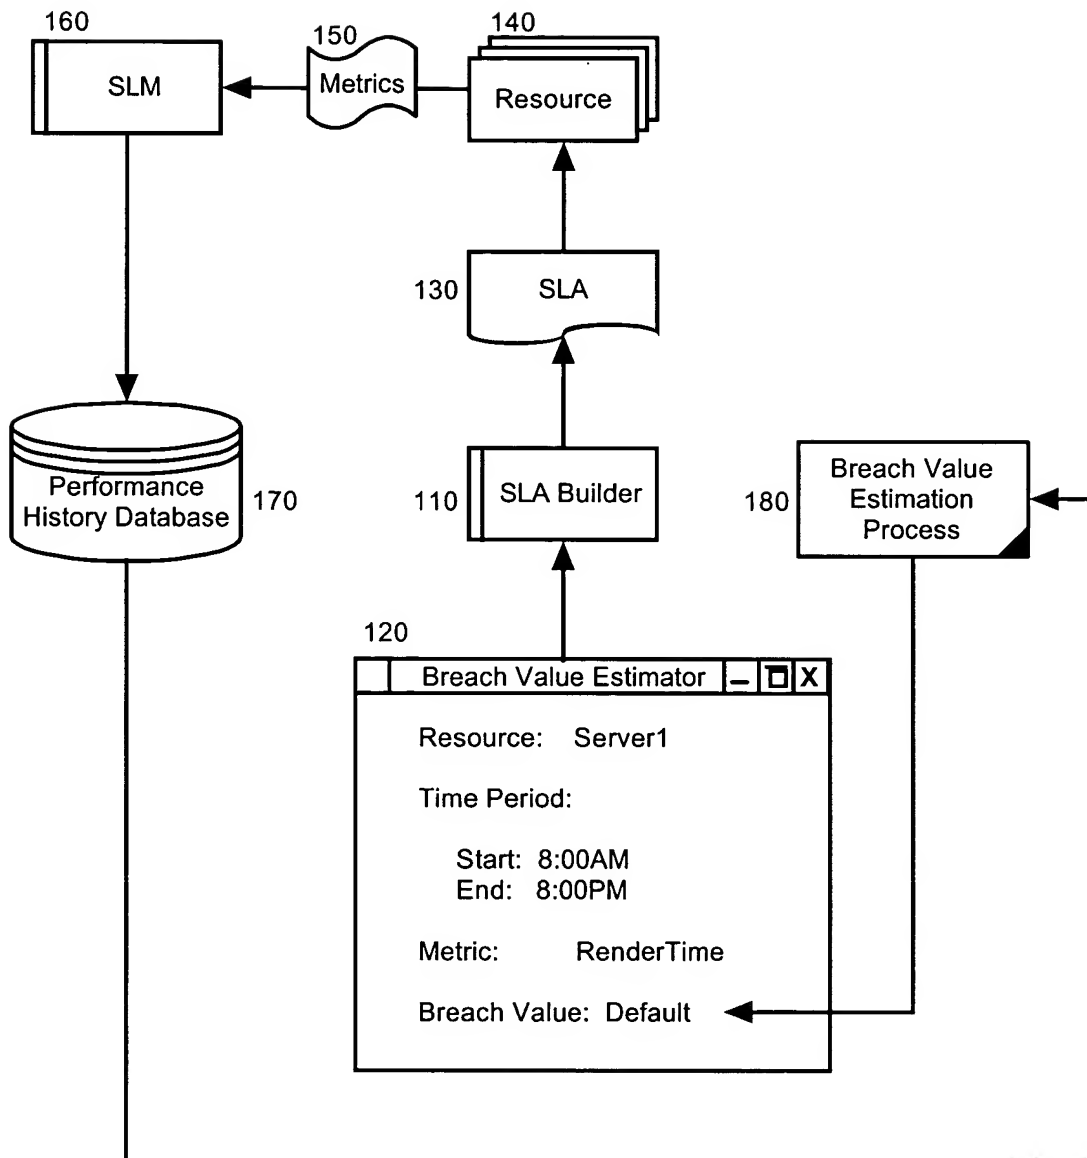 160
SLM
150
Metrics
140
Resource
130
SLA
110
SLA Builder
Performance
History Database
170
180
Breach Value
Estimation
Process
120
Breach Value Estimator
X
Resource: Server1
Time Period:
Start: 8:00AM
End: 8:00PM
Metric: RenderTime
Breach Value: Default